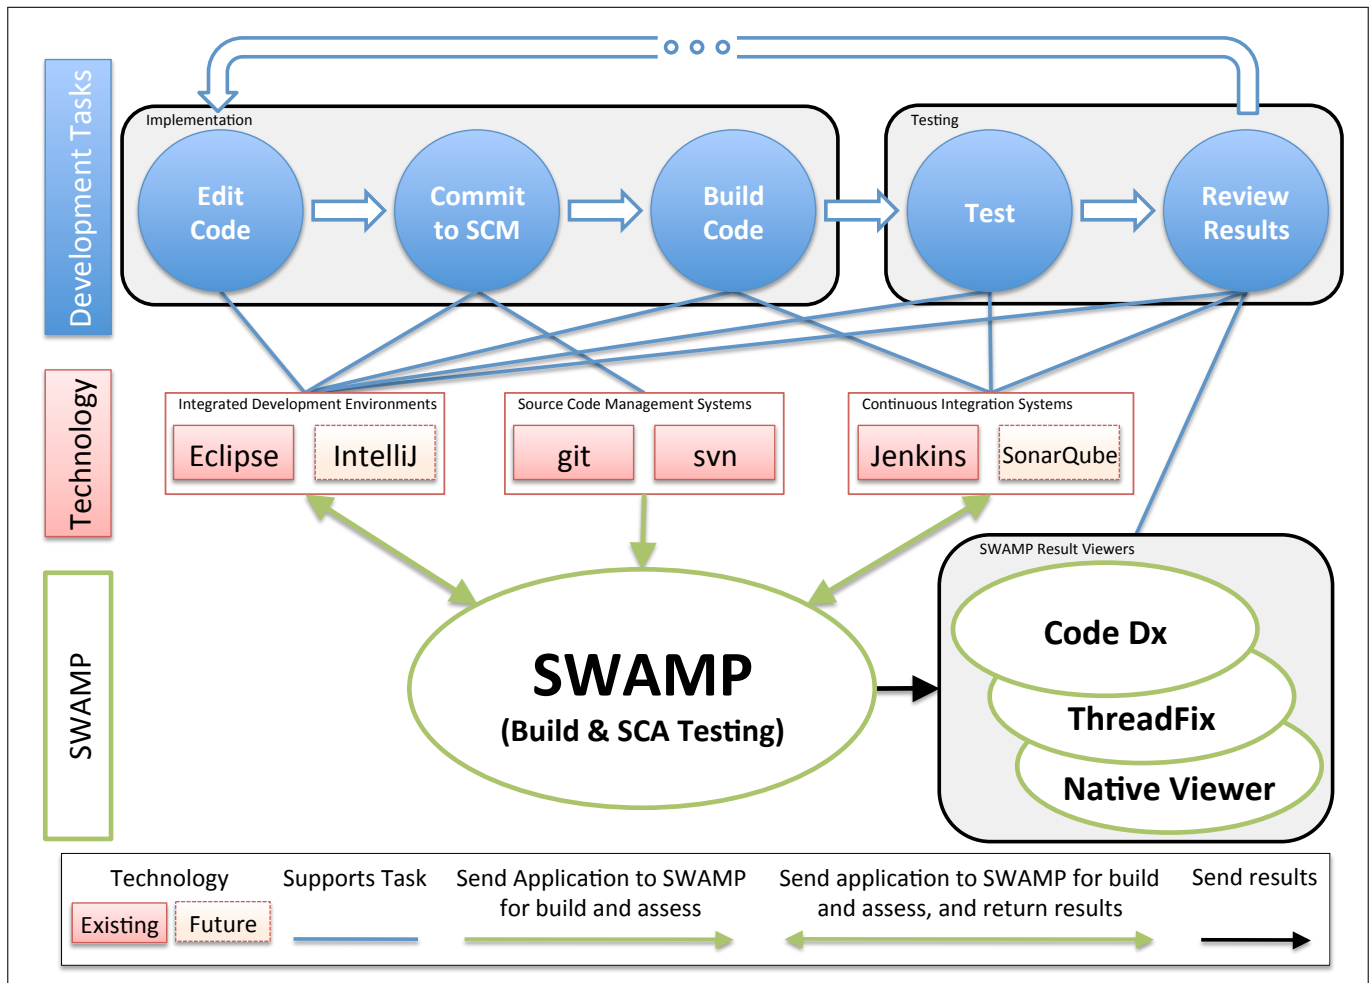 Development Tasks
Implementation
Edit
Code
Commit
to SCM
Build
Code
Testing
Test
Review
Results
Technology
Integrated Development Environments
Eclipse
IntelliJ
Source Code Management Systems
git
svn
Continuous Integration Systems
Jenkins
SonarQube
SWAMP
SWAMP
(Build & SCA Testing)
SWAMP Result Viewers
Code Dx
ThreadFix
Native Viewer
Technology
Existing
Future
Supports Task
Send Application to SWAMP
for build and assess
Send application to SWAMP for build
and assess, and return results
Send results